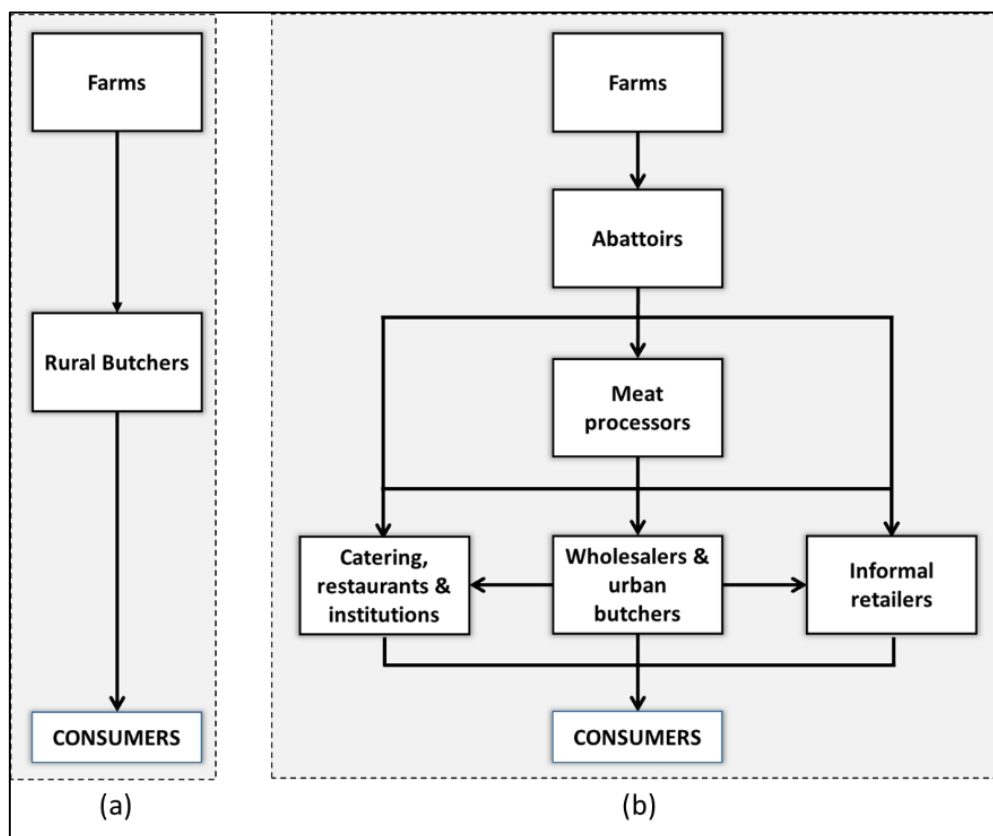 Farms
Rural Butchers
CONSUMERS
(a)
Farms
Abattoirs
Meat
processors
Catering,
restaurants &
institutions
Wholesalers &
urban
butchers
Informal
retailers
CONSUMERS
(b)